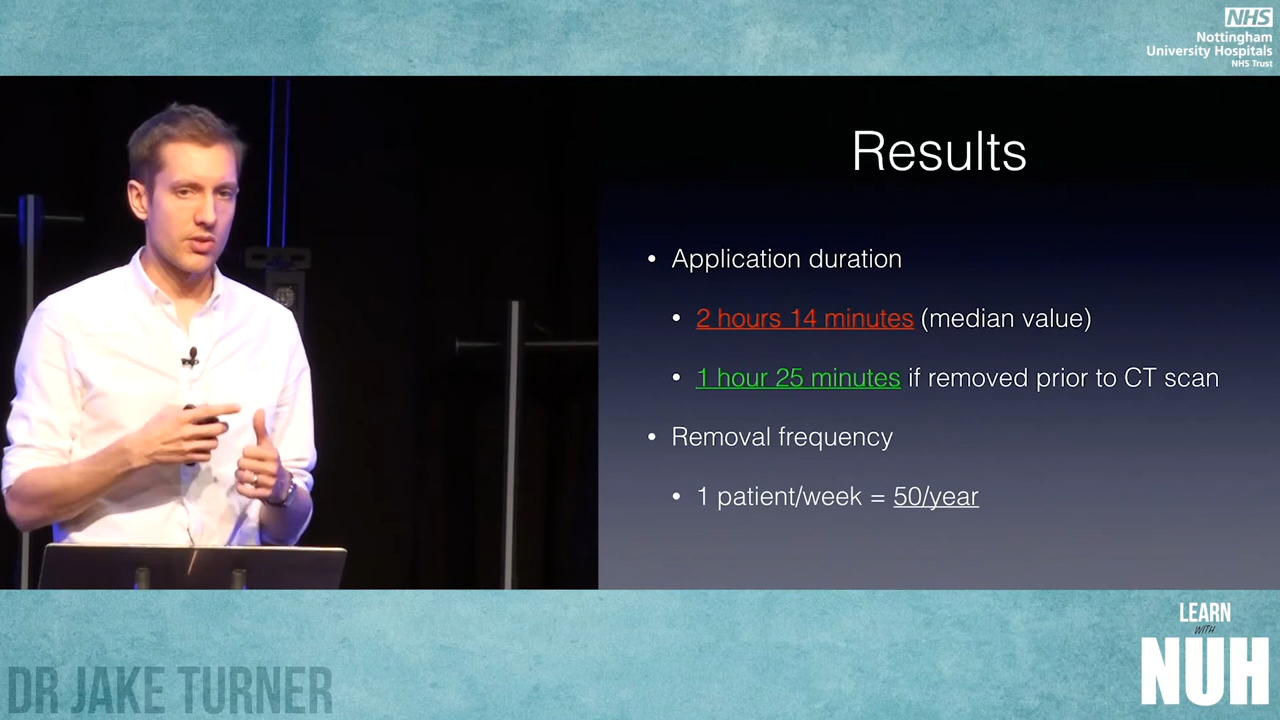 NHS
Nottingham
University Hospitals
NHS Trust
Results
• Application duration
• 2 hours 14 minutes (median value)
• 1 hour 25 minutes if removed prior to CT scan
• Removal frequency
• 1 patient/week = 50/year
DR JAKE TURNER
LEARN
WITH
NUH